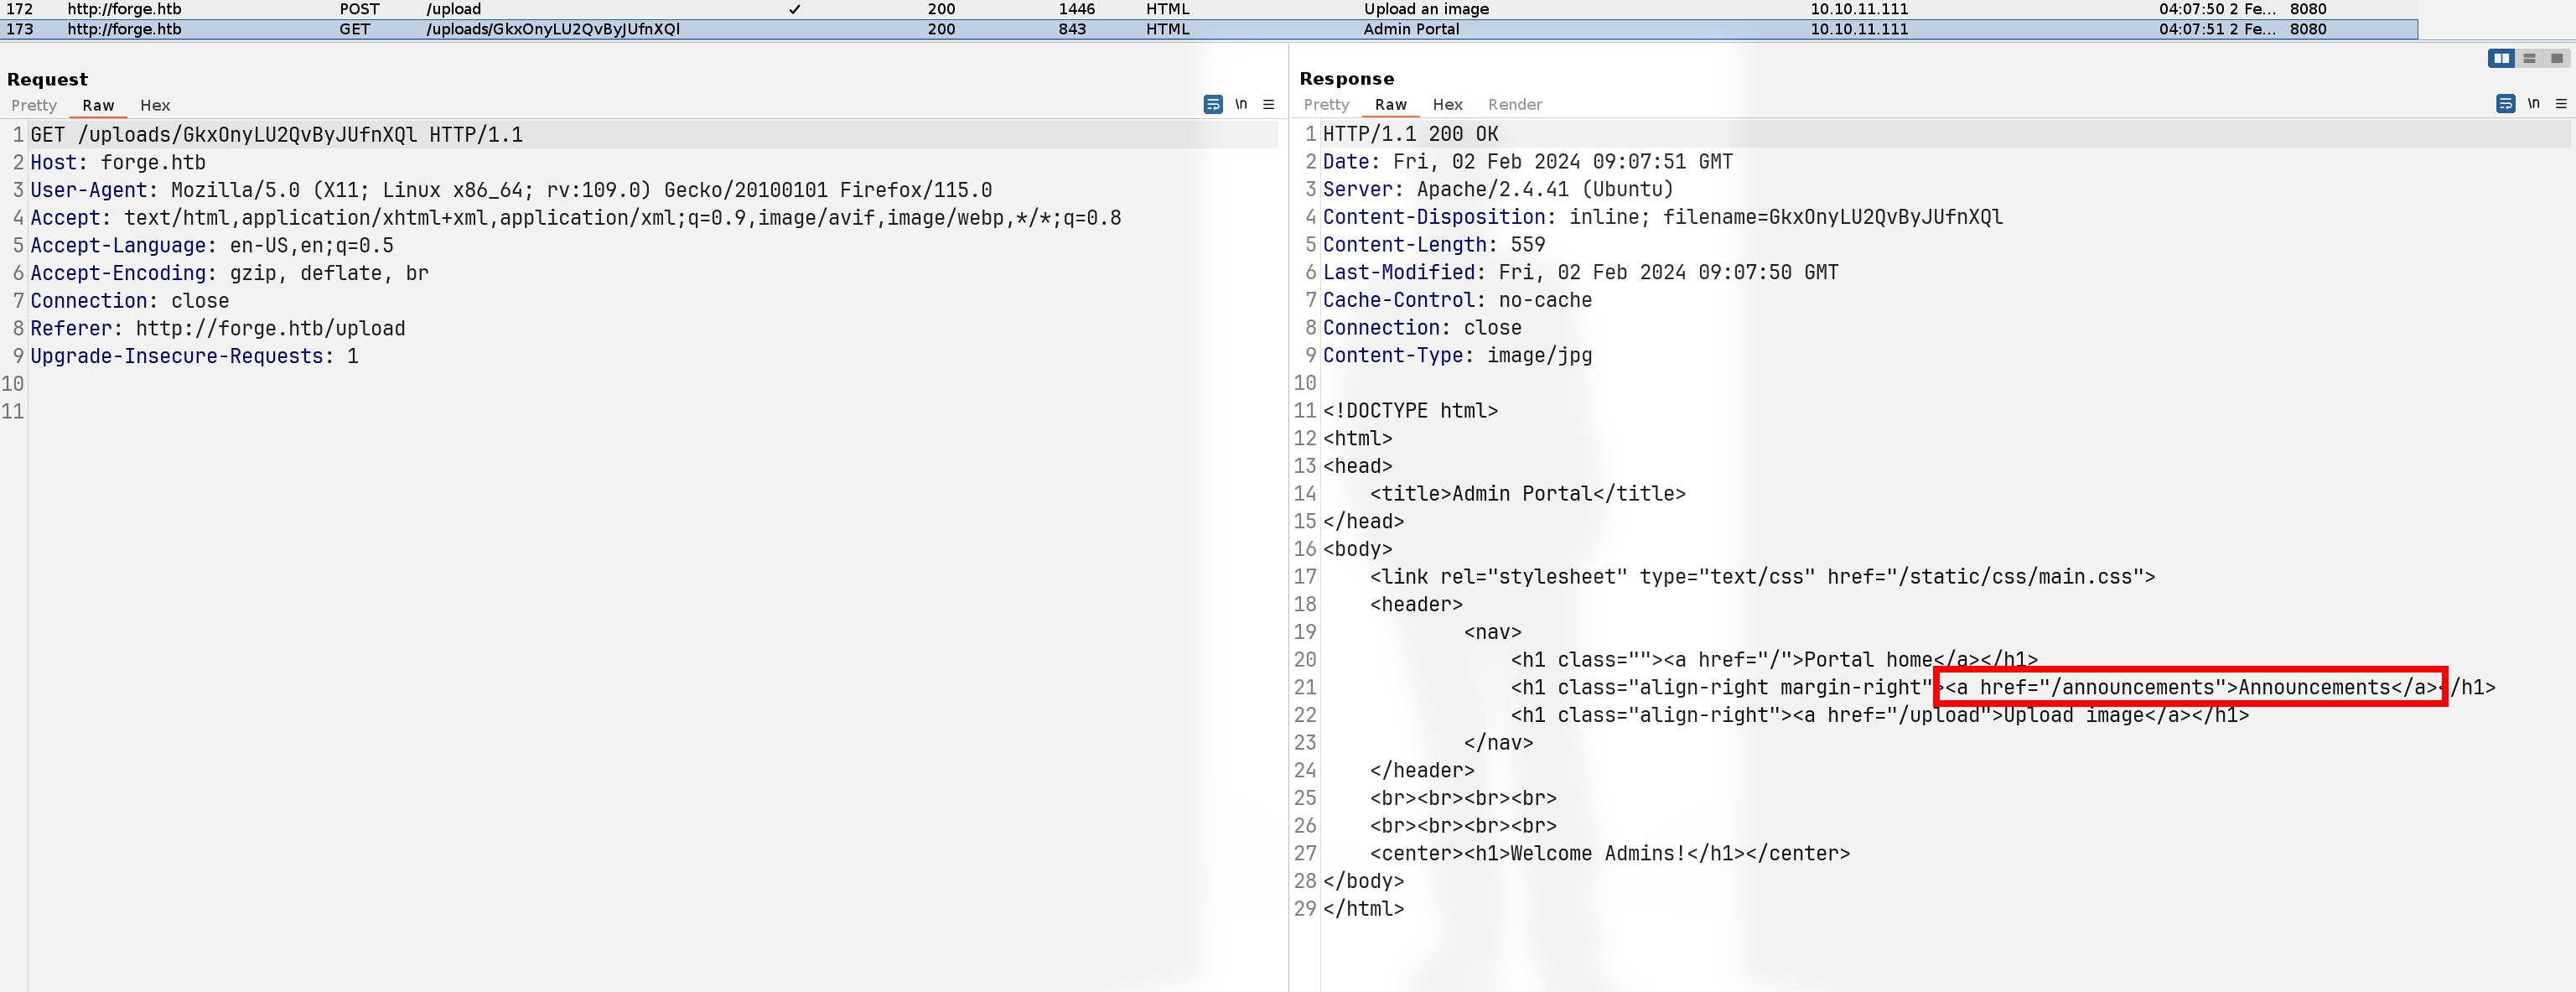 172 http://forge.htb POST /upload ✓ 200 1446 HTML Upload an image 10.10.11.111 04:07:50 2 Fe... 8080
173 http://forge.htb GET /uploads/GkxOnyLU2QvByJUfnXQl 200 843 HTML Admin Portal 10.10.11.111 04:07:51 2 Fe... 8080
Request
Pretty Raw Hex \n
1 GET /uploads/GkxOnyLU2QvByJUfnXQl HTTP/1.1
2 Host: forge.htb
3 User-Agent: Mozilla/5.0 (X11; Linux x86_64; rv:109.0) Gecko/20100101 Firefox/115.0
4 Accept: text/html,application/xhtml+xml,application/xml;q=0.9,image/avif,image/webp,*/*;q=0.8
5 Accept-Language: en-US,en;q=0.5
6 Accept-Encoding: gzip, deflate, br
7 Connection: close
8 Referer: http://forge.htb/upload
9 Upgrade-Insecure-Requests: 1
10
11
Response
Pretty Raw Hex Render \n
1 HTTP/1.1 200 OK
2 Date: Fri, 02 Feb 2024 09:07:51 GMT
3 Server: Apache/2.4.41 (Ubuntu)
4 Content-Disposition: inline; filename=GkxOnyLU2QvByJUfnXQl
5 Content-Length: 559
6 Last-Modified: Fri, 02 Feb 2024 09:07:50 GMT
7 Cache-Control: no-cache
8 Connection: close
9 Content-Type: image/jpg
10
11 <!DOCTYPE html>
12 <html>
13 <head>
14 <title>Admin Portal</title>
15 </head>
16 <body>
17 <link rel="stylesheet" type="text/css" href="/static/css/main.css">
18 <header>
19 <nav>
20 <h1 class=""><a href="/">Portal home</a></h1>
21 <h1 class="align-right margin-right"><a href="/announcements">Announcements</a></h1>
22 <h1 class="align-right"><a href="/upload">Upload image</a></h1>
23 </nav>
24 </header>
25 <br><br><br><br>
26 <br><br><br><br>
27 <center><h1>Welcome Admins!</h1></center>
28 </body>
29 </html>